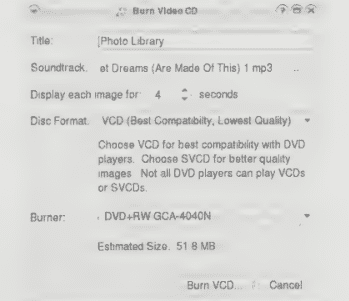 Burn Video CD
Title: Photo Library
Soundtrack. et Dreams (Are Made Of This) 1 mp3 ..
Display each image for: 4 seconds
Disc Format. VCD (Best Compatibilty, Lowest Quality)
Choose VCD for best compatibility with DVD
players. Choose SVCD for better quality
images Not all DVD players can play VCDs
or SVCDs.
Burner: DVD+RW GCA-4040N
Estimated Size. 51 8 MB
Burn VCD... Cancel